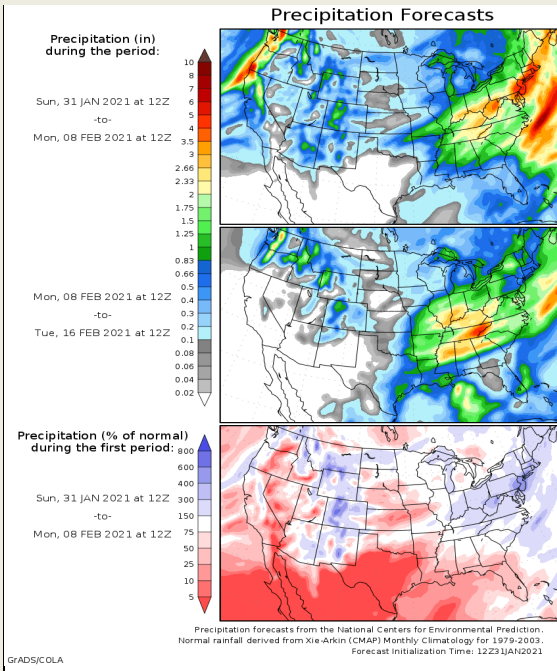 Precipitation Forecasts
Precipitation (in)
during the period:
Sun, 31 JAN 2021 at 12Z
-to-
Mon, 08 FEB 2021 at 12Z
10
8
7
6
5
4
3.5
3
2.66
2.33
2
1.75
1.5
1.25
1
0.83
0.66
0.5
0.4
0.3
0.2
0.1
0.08
0.06
0.04
0.02
Mon, 08 FEB 2021 at 12Z
-to-
Tue, 16 FEB 2021 at 12Z
Precipitation (% of normal)
during the first period:
800
600
400
300
150
75
50
25
10
5
Sun, 31 JAN 2021 at 12Z
-to-
Mon, 08 FEB 2021 at 12Z
Precipitation forecasts from the National Centers for Environmental Prediction.
Normal rainfall derived from Xie-Arkin (CMAP) Monthly Climatology for 1979-2003.
Forecast Initialization Time: 12Z31JAN2021
GrADS/COLA